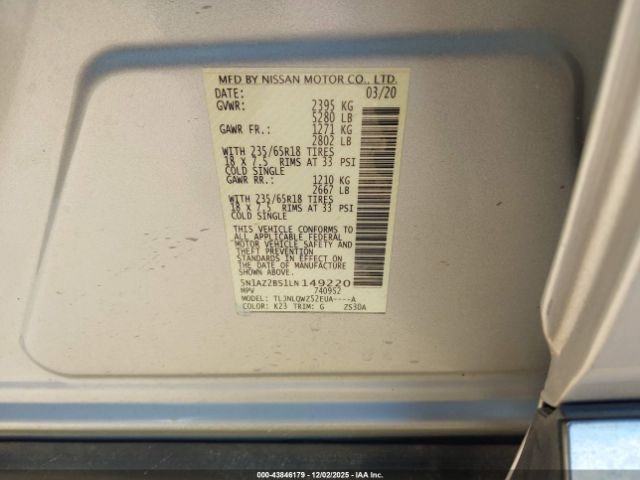 MFD BY NISSAN MOTOR CO., LTD.
DATE: 03/20
GVWR: 2395 KG
5280 LB
GAWR FR.: 1271 KG
2802 LB
WITH 235/65R18 TIRES
18 X 7.5 RIMS AT 33 PSI
COLD SINGLE
GAWR RR.: 1210 KG
2667 LB
WITH 235/65R18 TIRES
18 X 7.5 RIMS AT 33 PSI
COLD SINGLE
THIS VEHICLE CONFORMS TO
ALL APPLICABLE FEDERAL
MOTOR VEHICLE SAFETY AND
THEFT PREVENTION
STANDARDS IN EFFECT ON
THE DATE OF MANUFACTURE
SHOWN ABOVE.
5N1AZ2BS1LN149220
MPV 7409S2
MODEL: TLJNLQWZ52EUA----A
COLOR: K23 TRIM: G ZS3DA
00-43846179 - 12/02/2025 - IAA Inc.